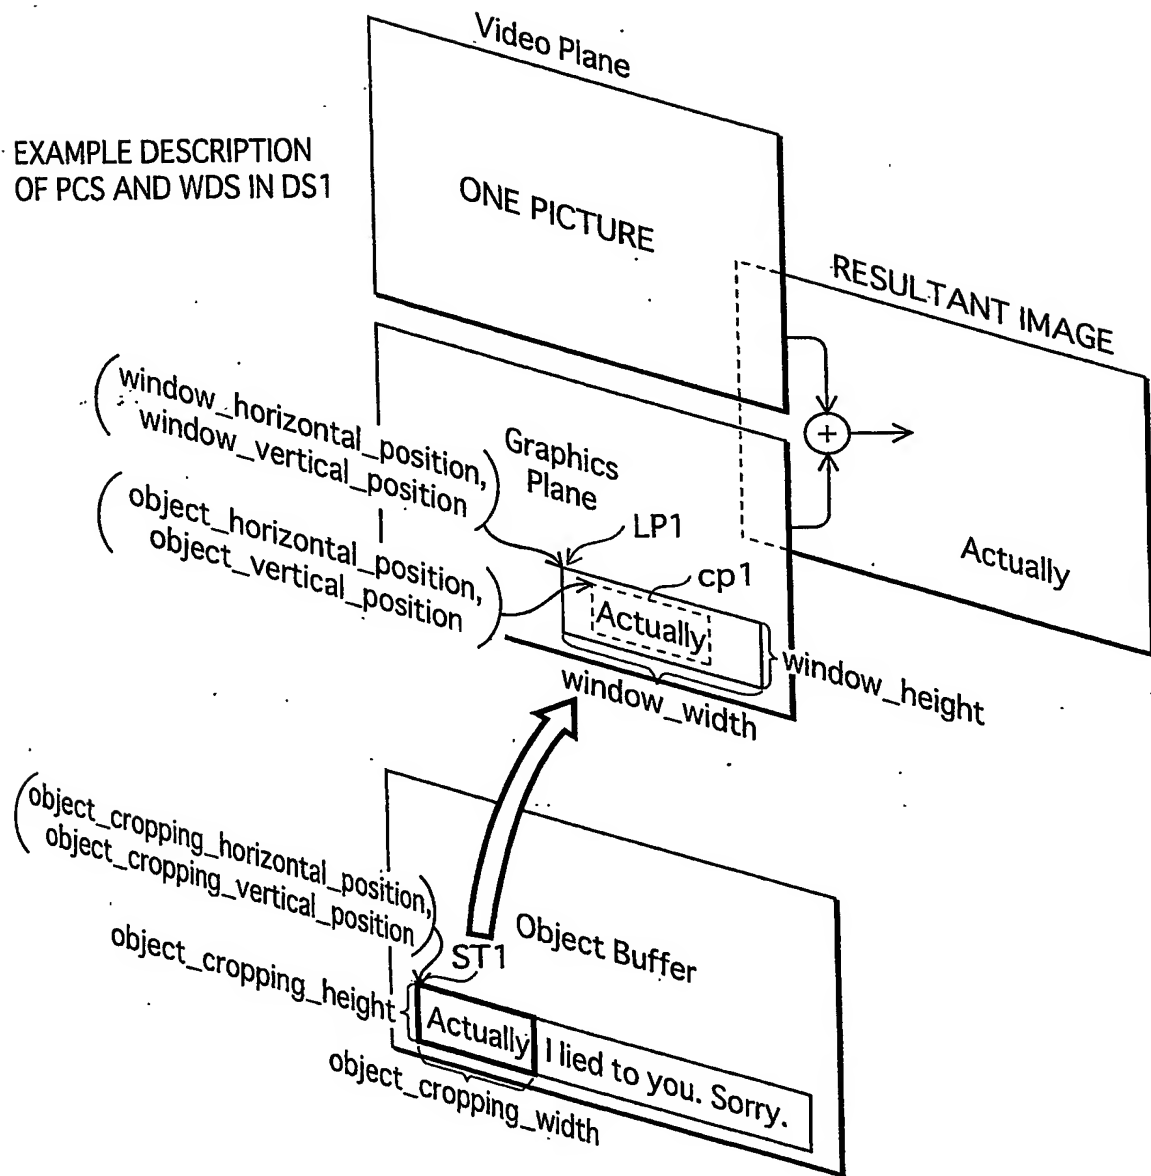 Video Plane
EXAMPLE DESCRIPTION
OF PCS AND WDS IN DS1
ONE PICTURE
RESULTANT IMAGE
(window_horizontal_position,
window_vertical_position)
Graphics
Plane
+
(object_horizontal_position,
object_vertical_position)
LP1
cp1
Actually
Actually
window_height
window_width
(object_cropping_horizontal_position,
object_cropping_vertical_position)
Object Buffer
object_cropping_height
ST1
Actually
I lied to you. Sorry.
object_cropping_width